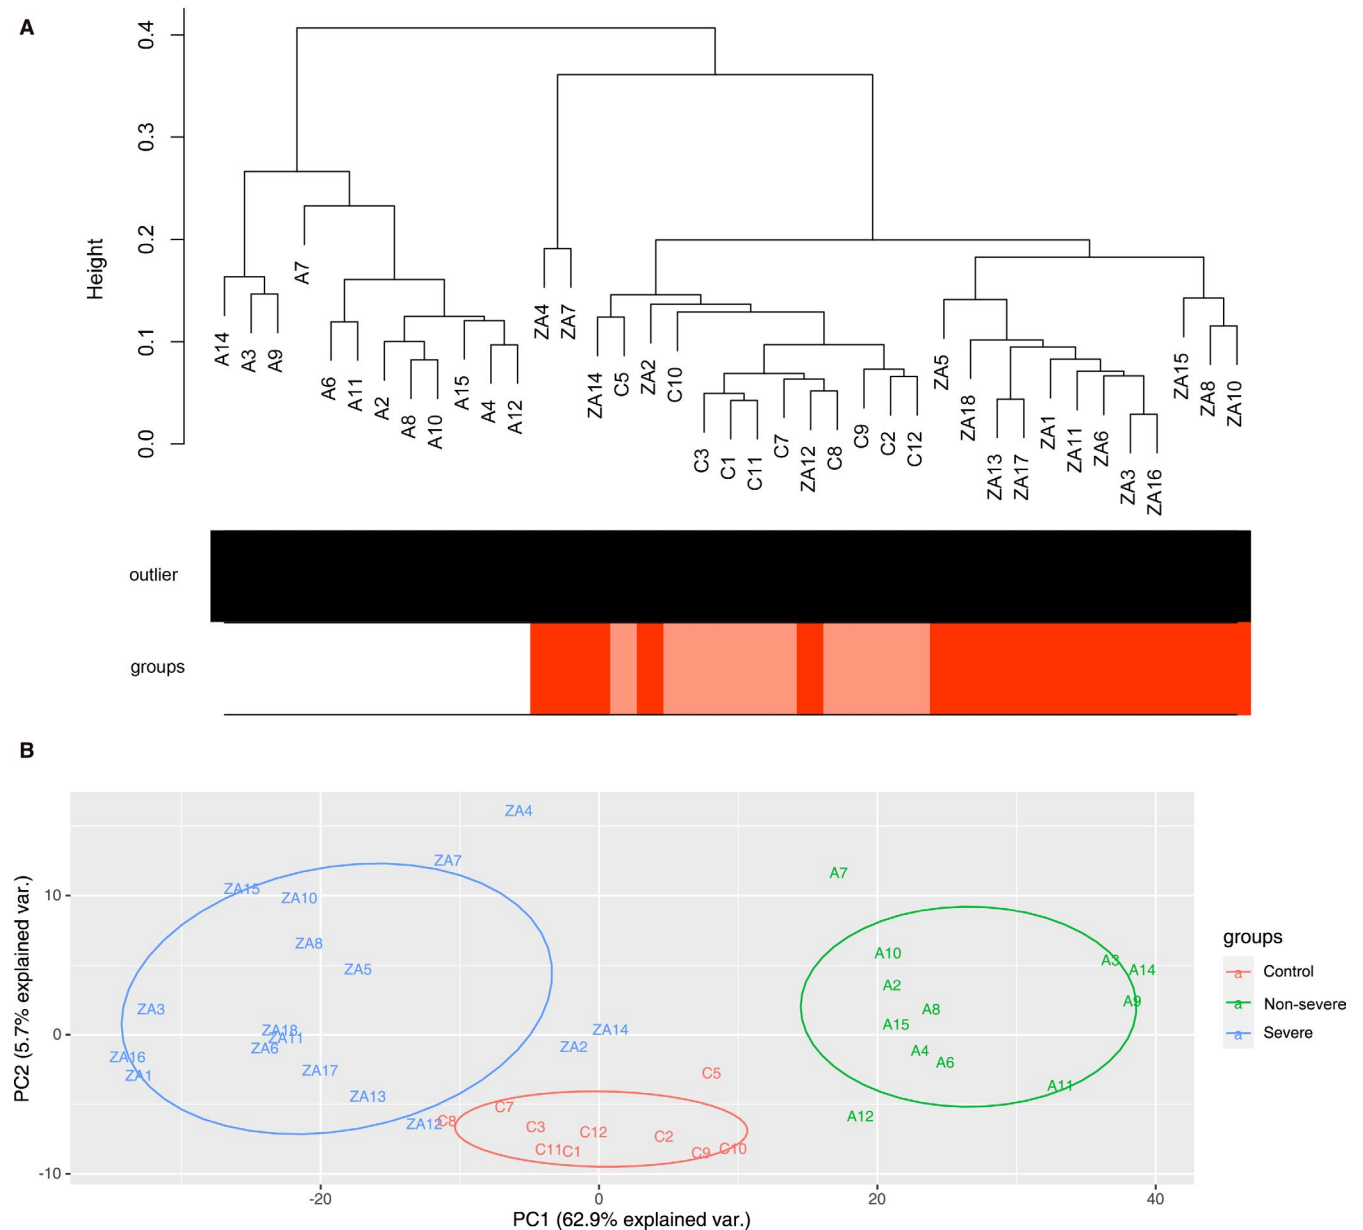 A
Height
0.4
0.3
0.2
0.1
0.0
A14
A3
A9
A7
A6
A11
A2
A8
A10
A15
A4
A12
ZA4
ZA7
ZA14
C5
ZA2
C10
C3
C1
C11
C7
ZA12
C8
C9
C2
C12
ZA5
ZA18
ZA13
ZA17
ZA1
ZA11
ZA6
ZA3
ZA16
ZA15
ZA8
ZA10
outlier
groups
B
PC2 (5.7% explained var.)
10
0
-10
ZA4
ZA7
ZA15
ZA10
ZA8
ZA5
ZA3
ZA18
ZA11
ZA6
ZA16
ZA1
ZA17
ZA13
ZA12
ZA14
ZA2
C5
C8
C7
C3
C12
C2
C11
C1
C9
C10
A7
A10
A3
A14
A2
A9
A8
A15
A4
A6
A11
A12
groups
a Control
a Non-severe
a Severe
-20
0
20
40
PC1 (62.9% explained var.)